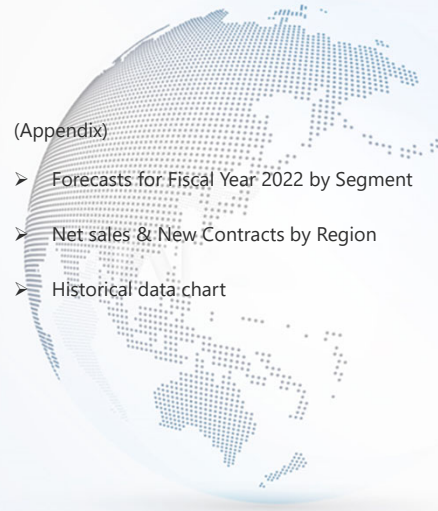 (Appendix)
➢ Forecasts for Fiscal Year 2022 by Segment
➢ Net sales & New Contracts by Region
➢ Historical data chart